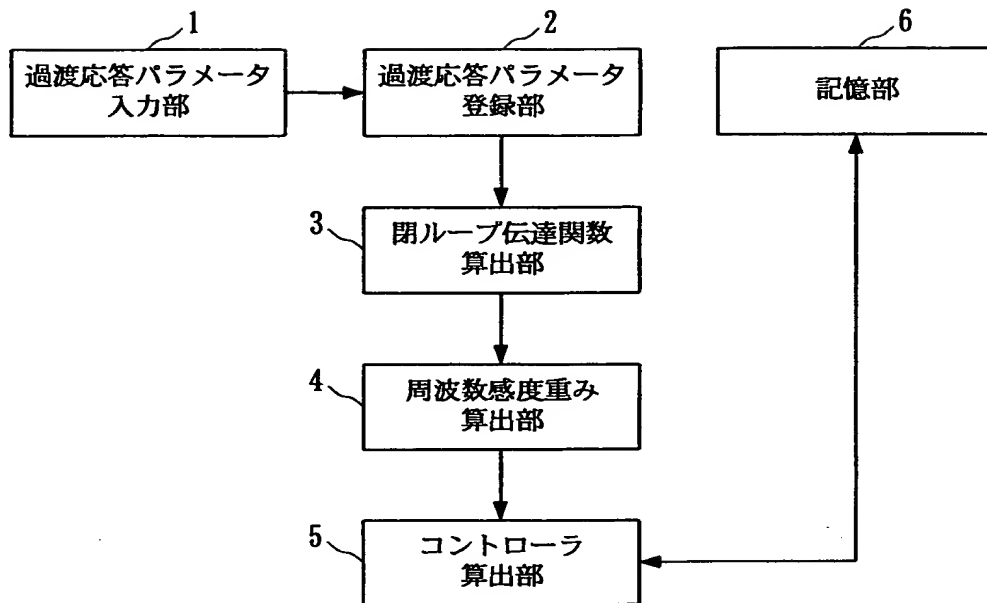 1
過渡応答パラメータ
入力部
2
過渡応答パラメータ
登録部
6
記憶部
3
閉ループ伝達関数
算出部
4
周波数感度重み
算出部
5
コントローラ
算出部